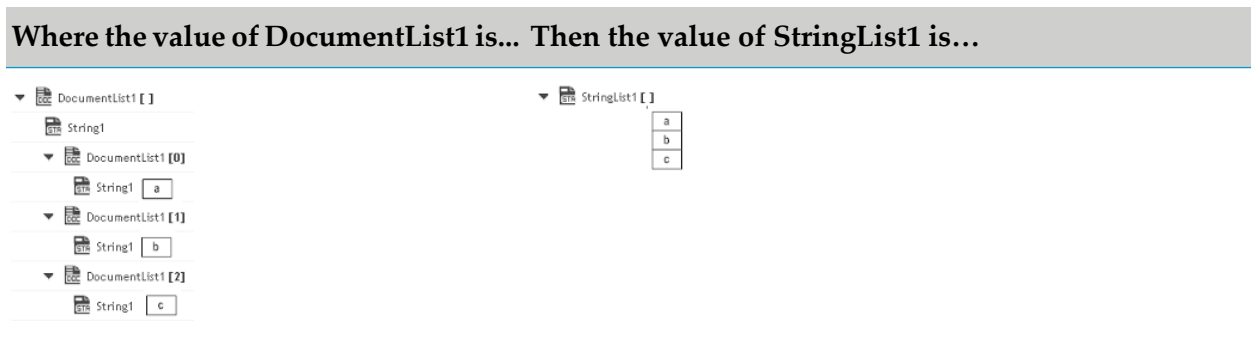 Where the value of DocumentList1 is... Then the value of StringList1 is…
DocumentList1 [ ]
String1
DocumentList1 [0]
String1 a
DocumentList1 [1]
String1 b
DocumentList1 [2]
String1 c
StringList1 [ ]
a
b
c